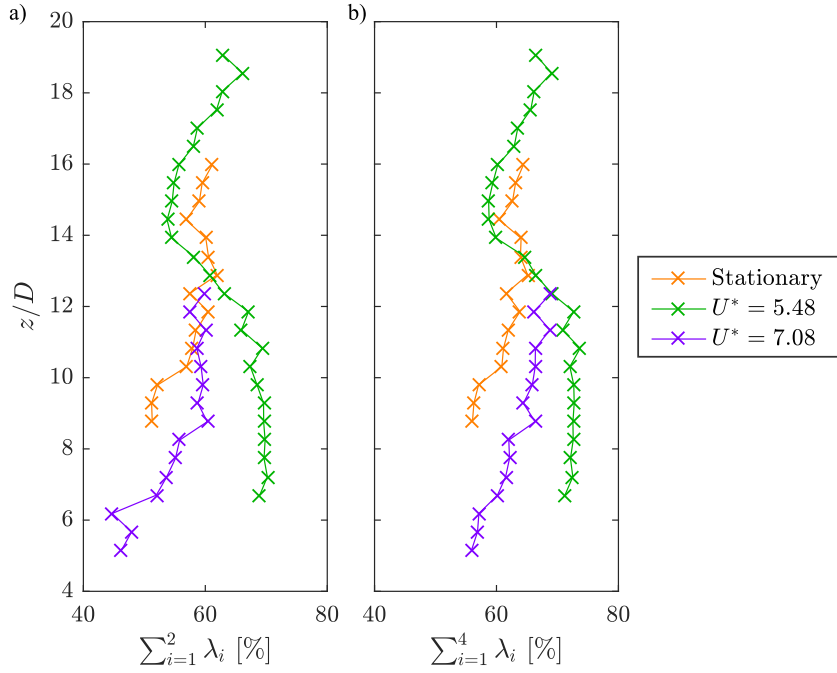 a)
b)
20
18
16
14
12
10
8
6
4
z/D
40 60 80
40 60 80
∑_{i=1}^{2} λ_i [%]
∑_{i=1}^{4} λ_i [%]
Stationary
U* = 5.48
U* = 7.08